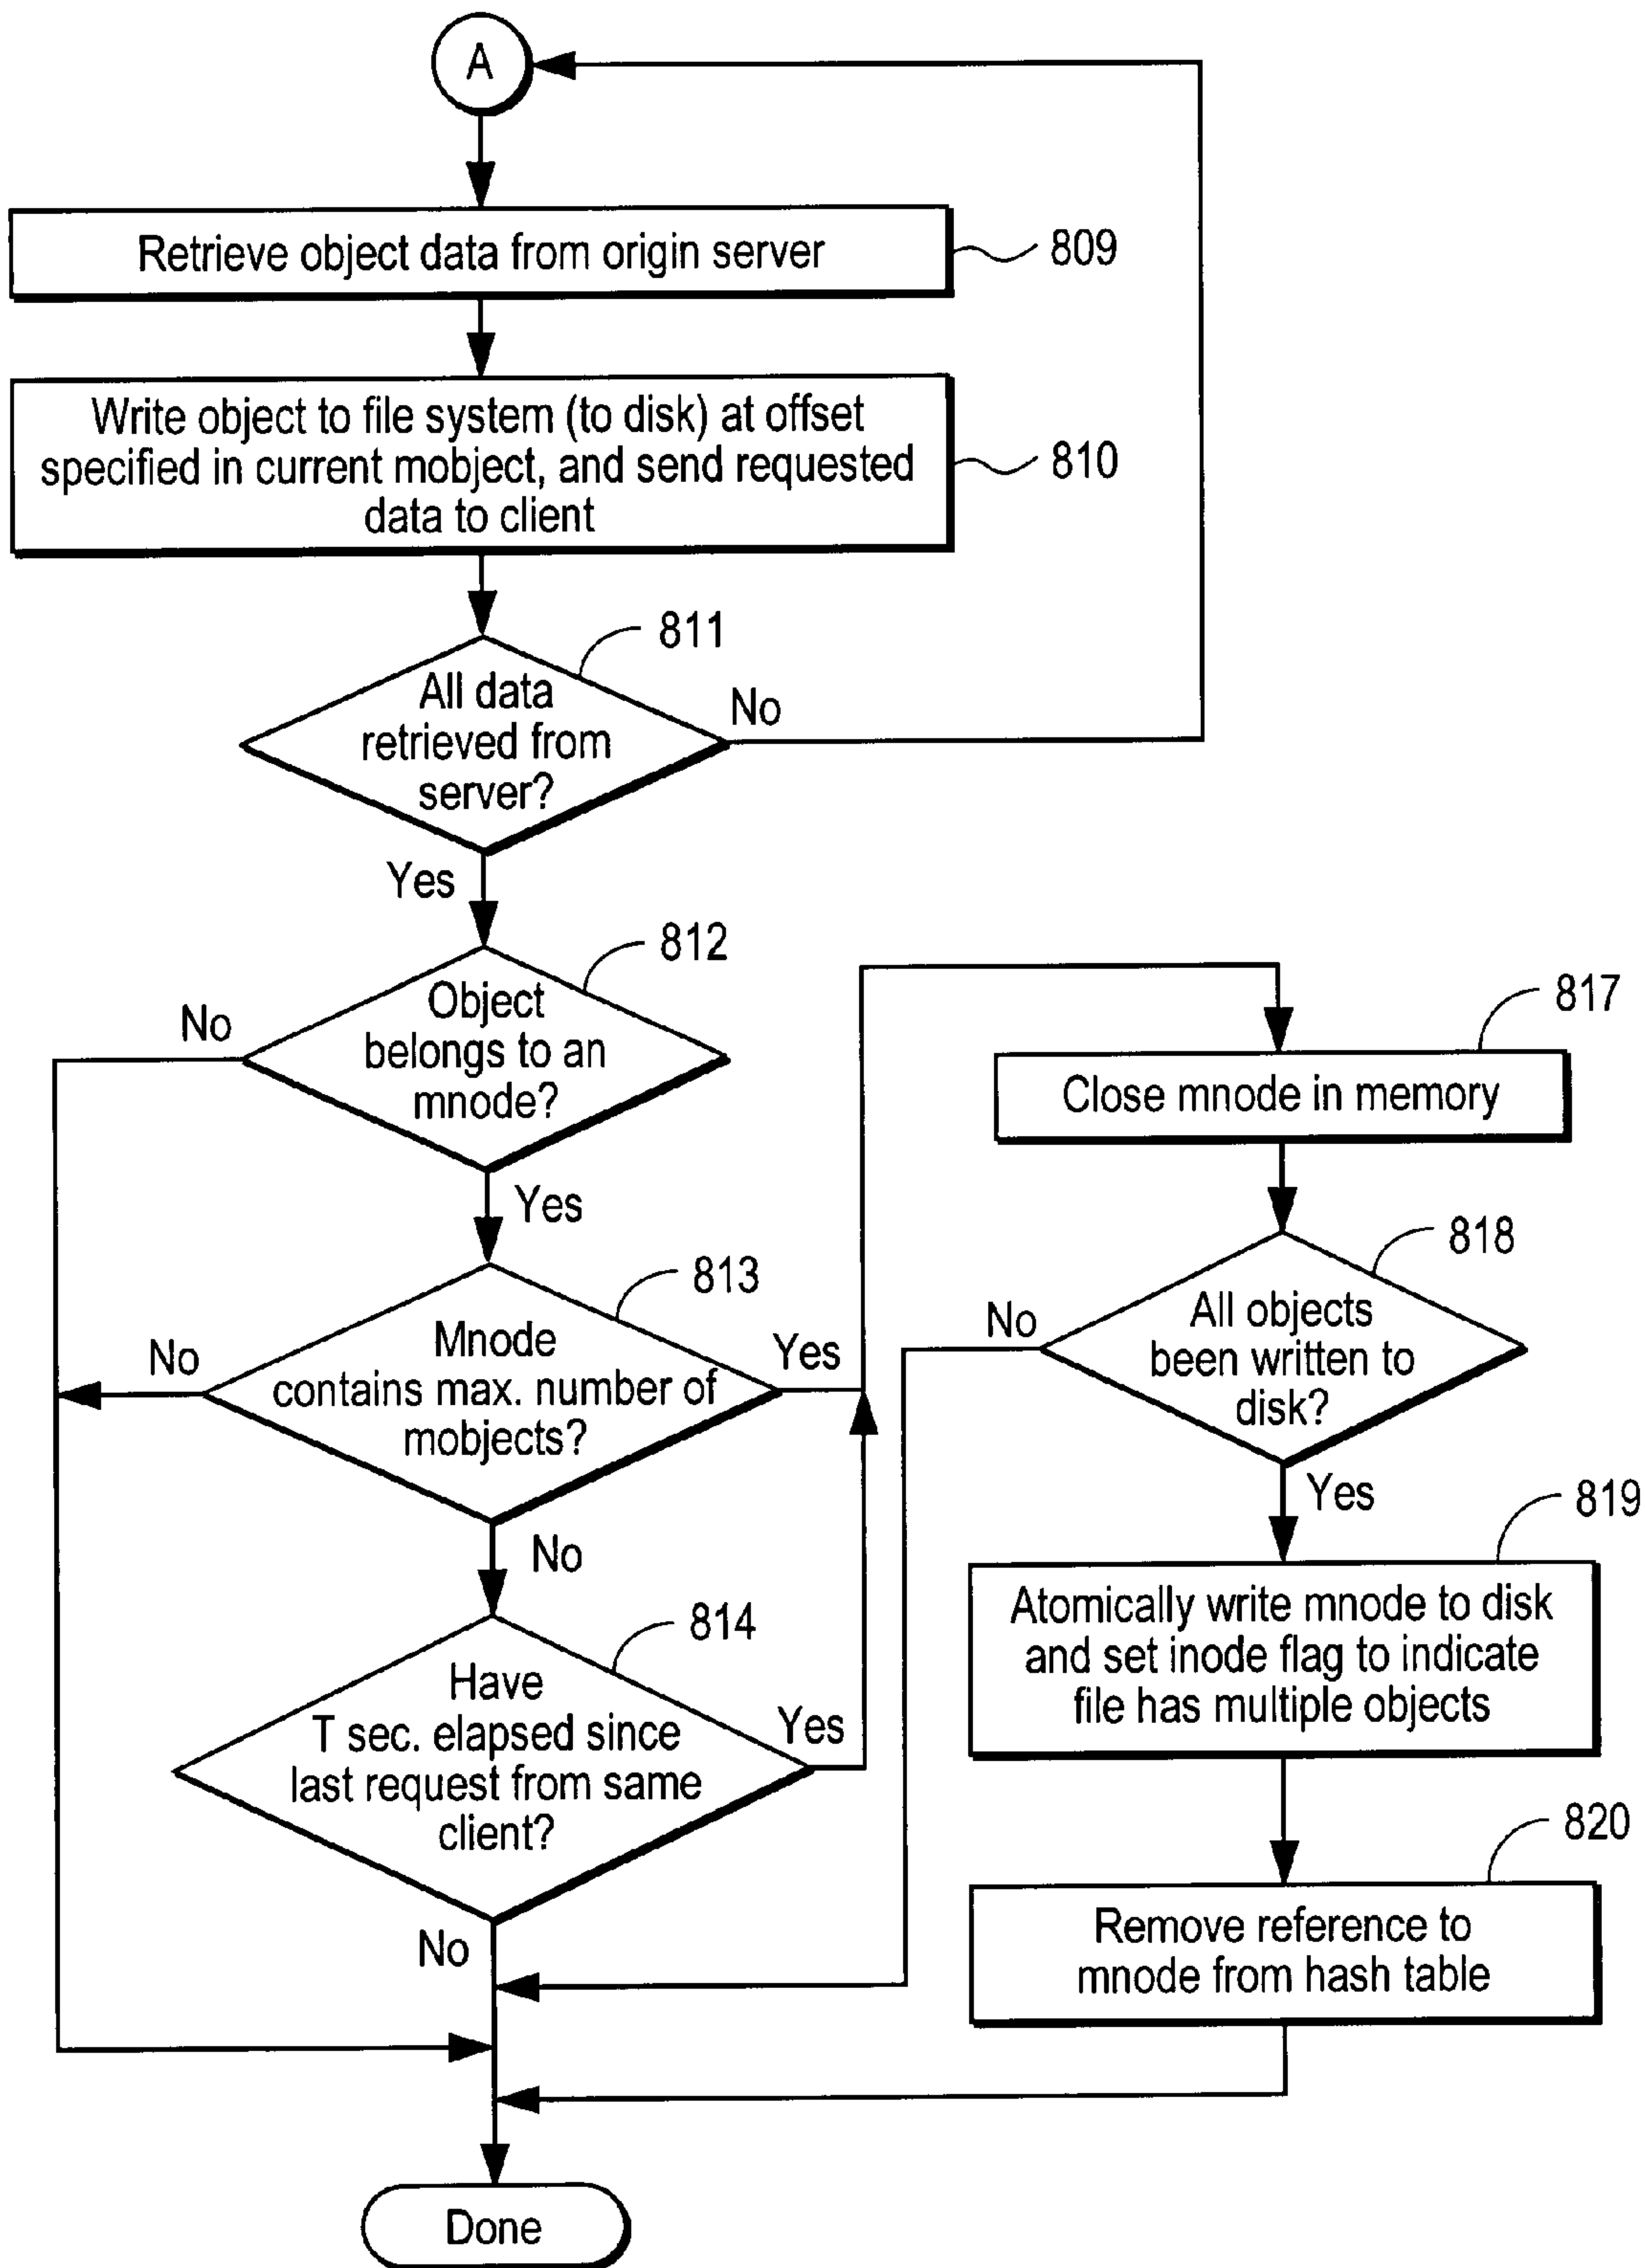 A
Retrieve object data from origin server
809
Write object to file system (to disk) at offset
specified in current mobject, and send requested
data to client
810
811
All data
retrieved from
server?
No
Yes
812
Object
belongs to an
mnode?
No
Yes
813
Mnode
contains max. number of
mobjects?
No
Yes
No
814
Have
T sec. elapsed since
last request from same
client?
Yes
No
817
Close mnode in memory
818
All objects
been written to
disk?
No
Yes
819
Atomically write mnode to disk
and set inode flag to indicate
file has multiple objects
820
Remove reference to
mnode from hash table
Done